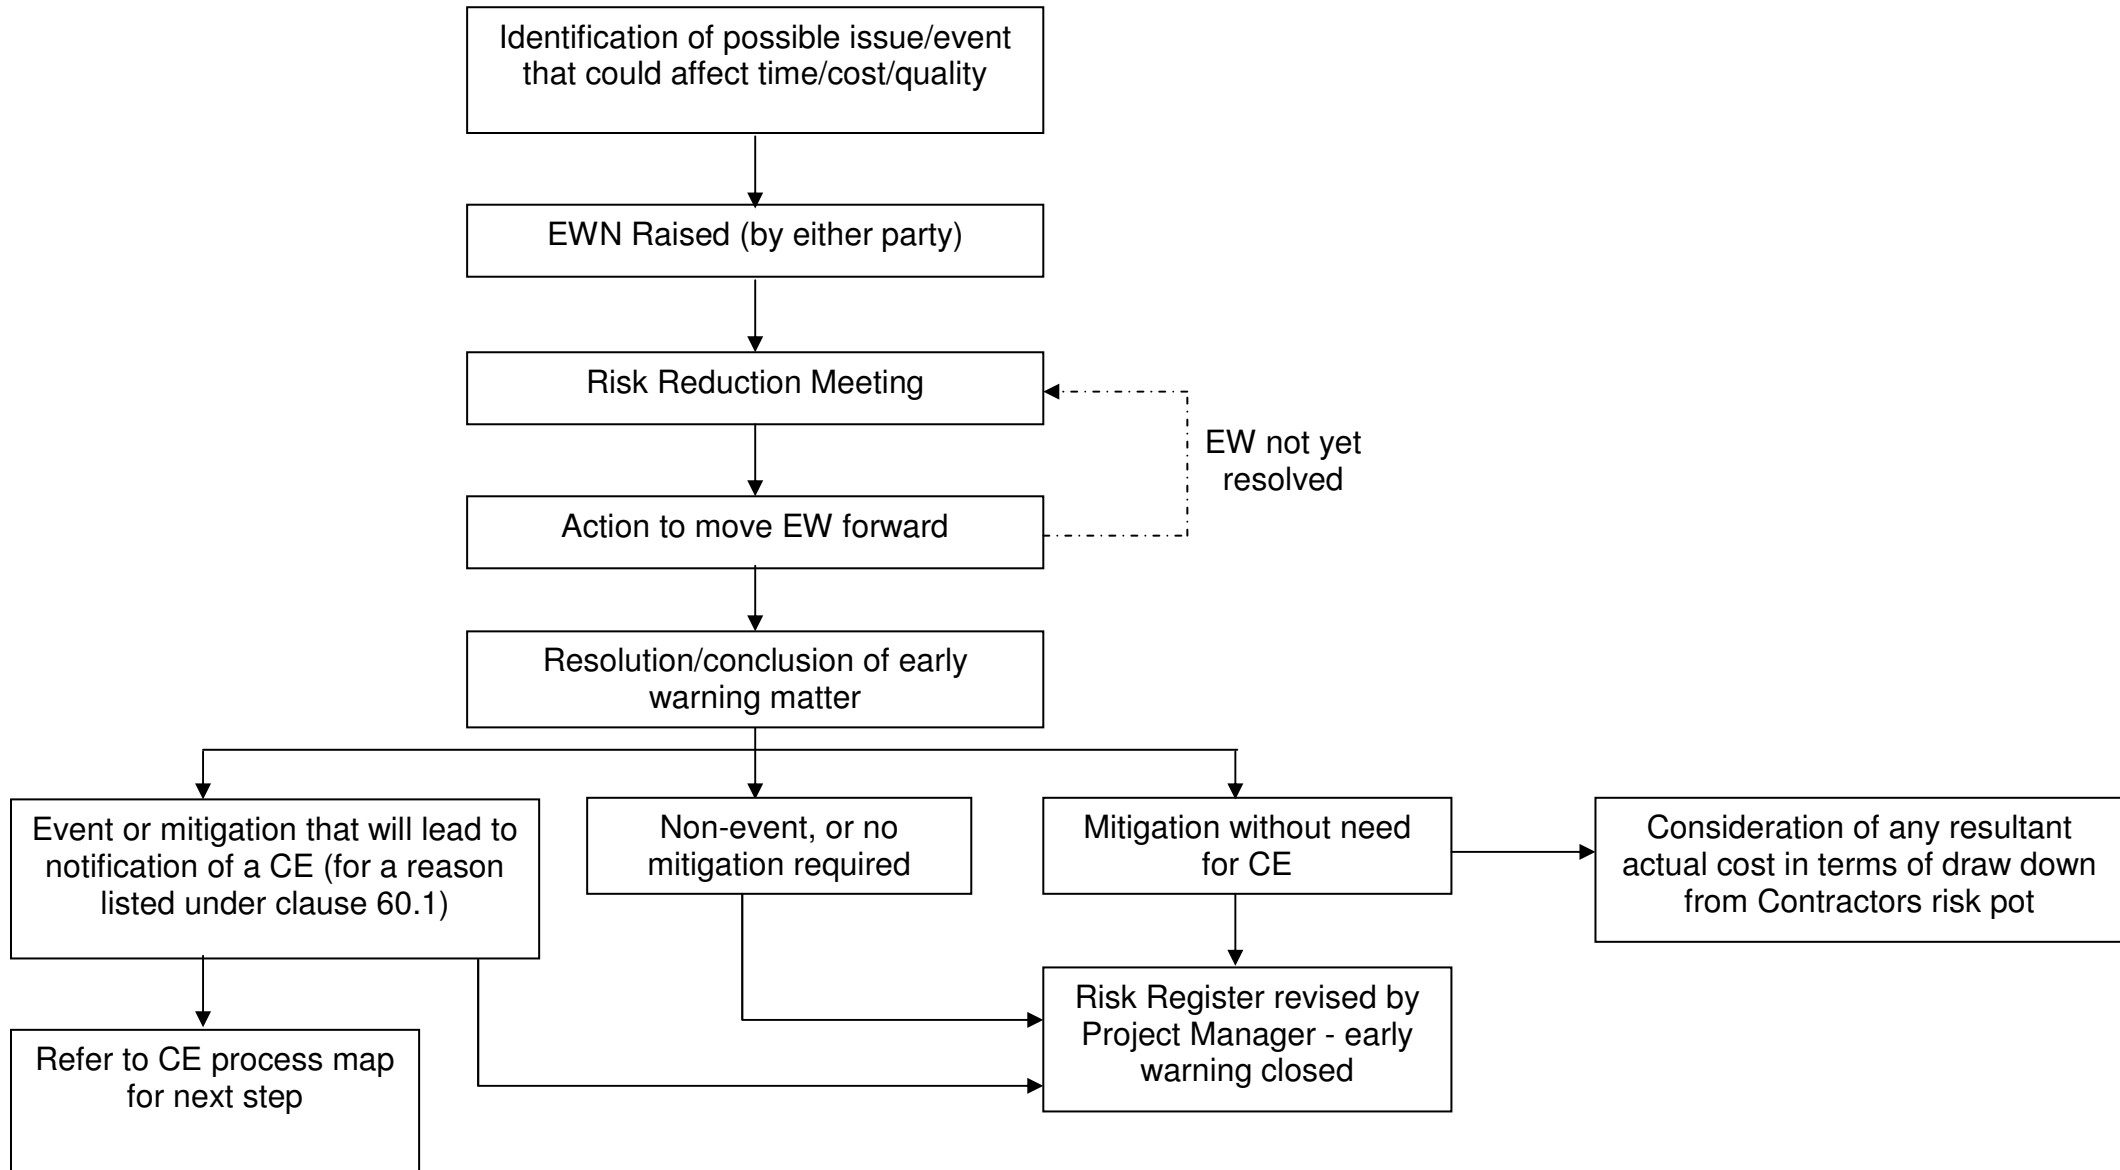 Identification of possible issue/event
that could affect time/cost/quality
EWN Raised (by either party)
Risk Reduction Meeting
EW not yet
resolved
Action to move EW forward
Resolution/conclusion of early
warning matter
Event or mitigation that will lead to
notification of a CE (for a reason
listed under clause 60.1)
Non-event, or no
mitigation required
Mitigation without need
for CE
Consideration of any resultant
actual cost in terms of draw down
from Contractors risk pot
Refer to CE process map
for next step
Risk Register revised by
Project Manager - early
warning closed